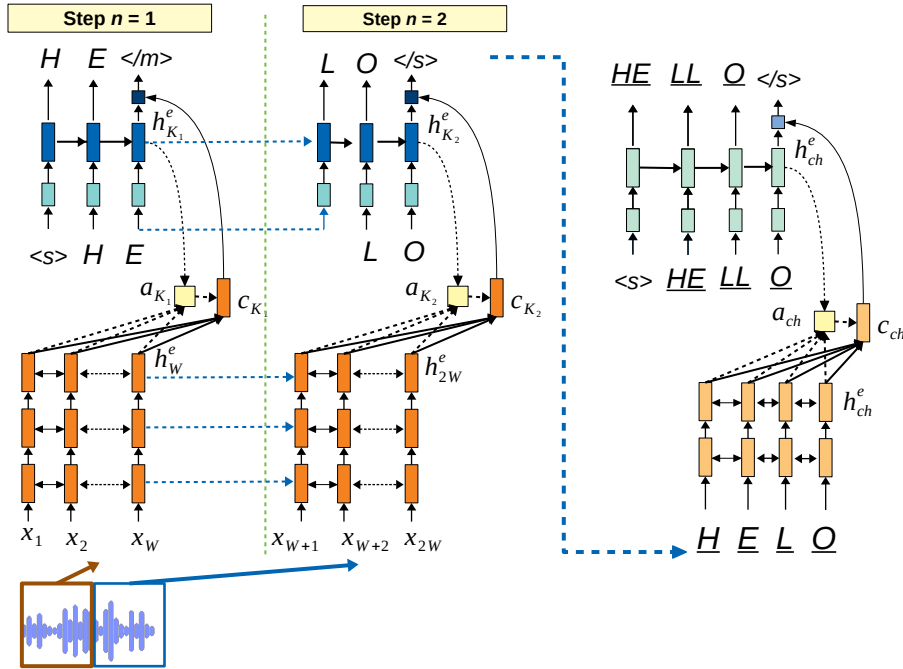 Step n = 1
Step n = 2
H E </m>
L O </s>
HE LL O </s>
h^e_{K_1}
h^e_{K_2}
h^e_{ch}
<s> H E
L O
<s> HE LL O
a_{K_1} c_{K_1}
a_{K_2} c_{K_2}
a_{ch} c_{ch}
h^e_W
h^e_{2W}
h^e_{ch}
x_1 x_2 x_W
x_{W+1} x_{W+2} x_{2W}
H E L O